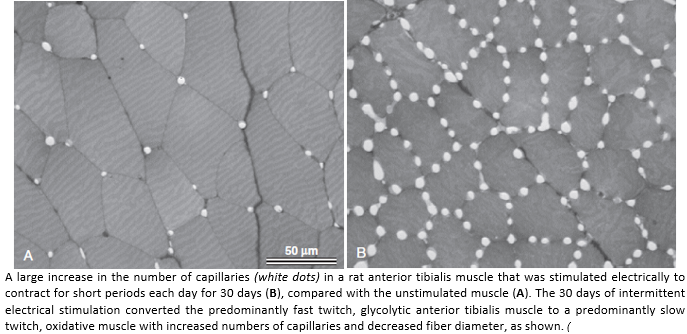 A
50 µm
B
A large increase in the number of capillaries (white dots) in a rat anterior tibialis muscle that was stimulated electrically to
contract for short periods each day for 30 days (B), compared with the unstimulated muscle (A). The 30 days of intermittent
electrical stimulation converted the predominantly fast twitch, glycolytic anterior tibialis muscle to a predominantly slow
twitch, oxidative muscle with increased numbers of capillaries and decreased fiber diameter, as shown. (